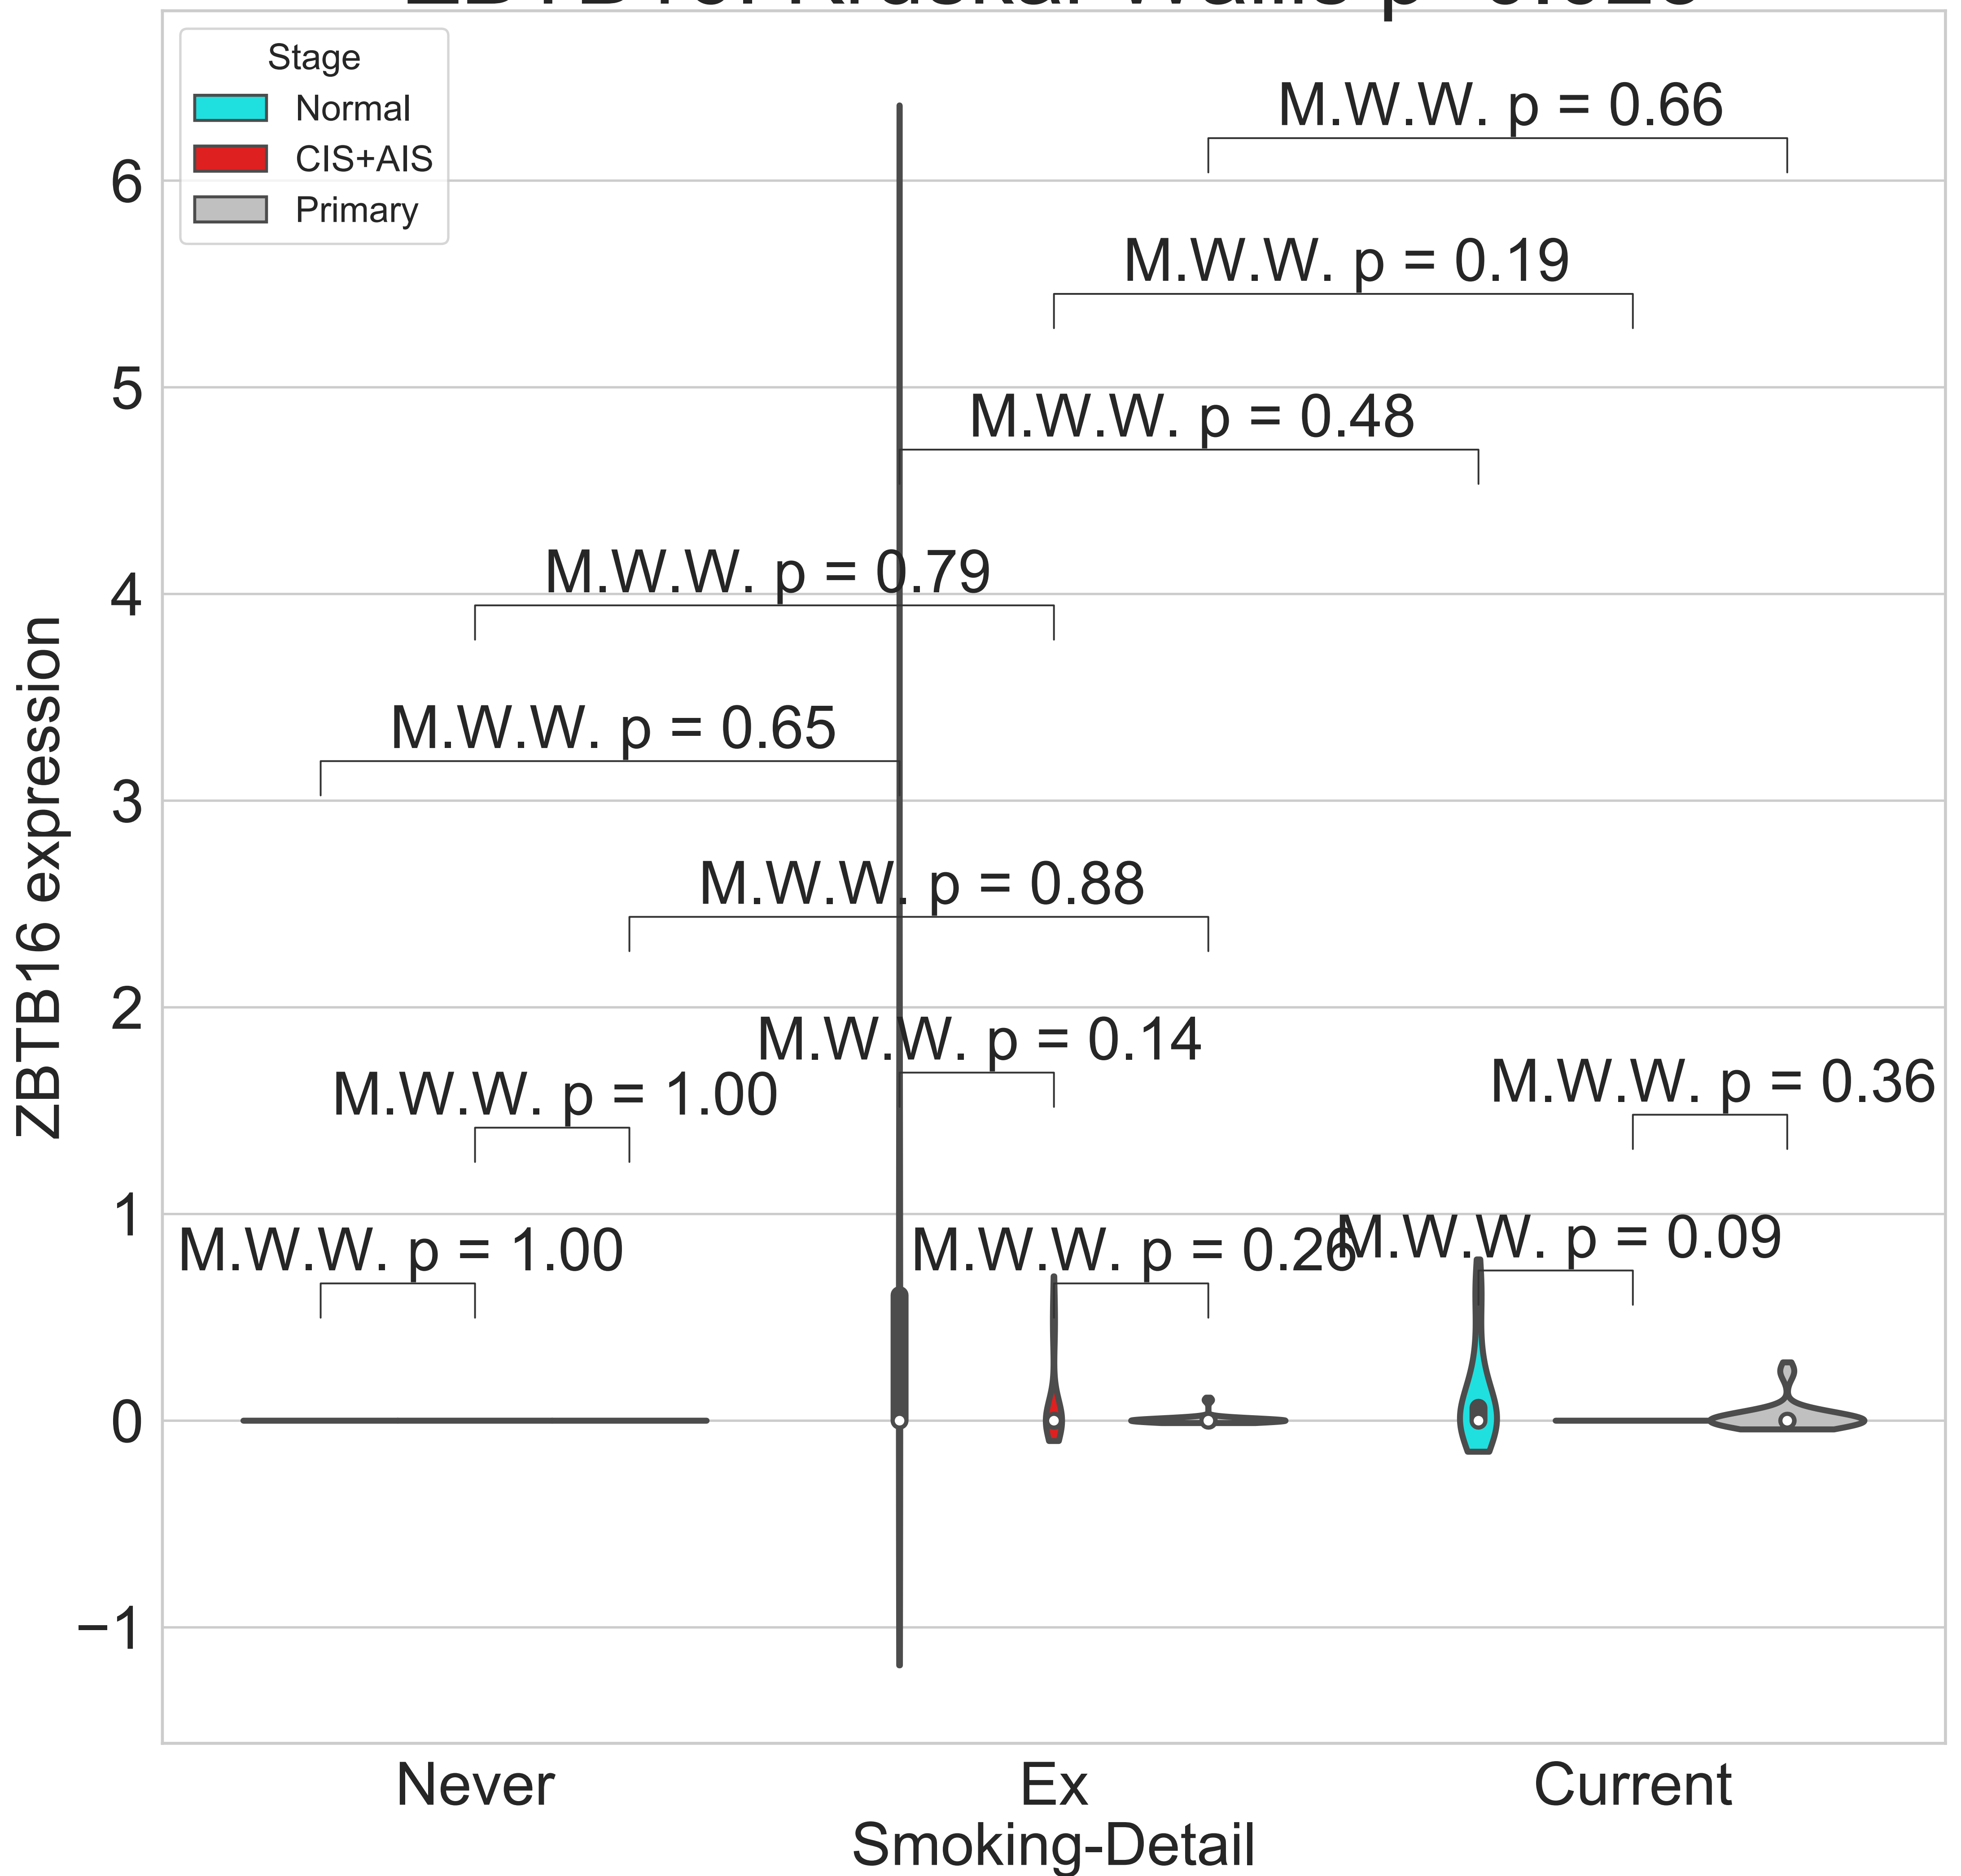 Stage
Normal
CIS+AIS
Primary
M.W.W. p = 0.66
M.W.W. p = 0.19
M.W.W. p = 0.48
M.W.W. p = 0.79
M.W.W. p = 0.65
M.W.W. p = 0.88
M.W.W. p = 0.14
M.W.W. p = 1.00
M.W.W. p = 0.36
M.W.W. p = 1.00
M.W.W. p = 0.26
M.W.W. p = 0.09
6
5
4
3
2
1
0
−1
ZBTB16 expression
Never
Ex
Current
Smoking-Detail